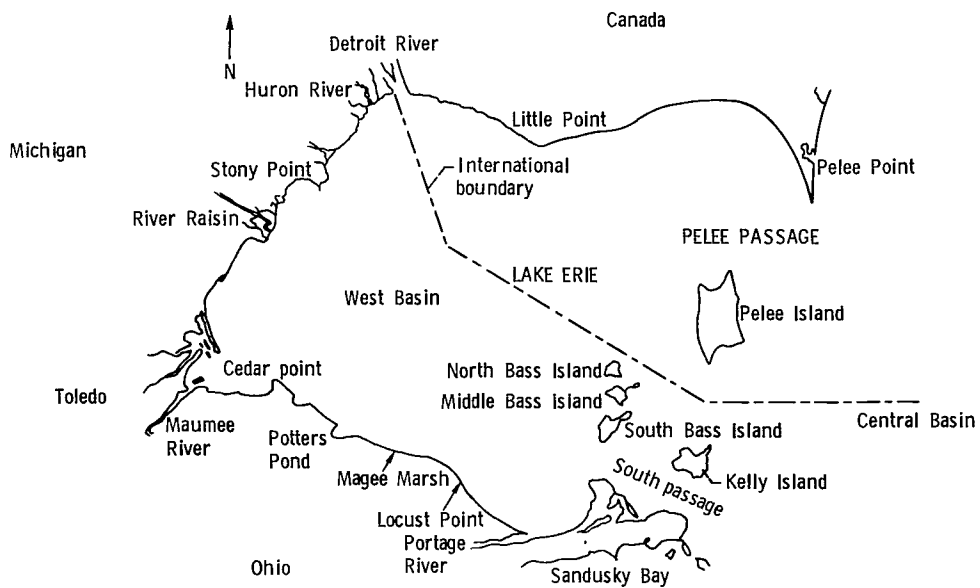 Canada
Detroit River
N
Huron River
Little Point
Michigan
Stony Point
International
boundary
Pelee Point
River Raisin
PELEE PASSAGE
LAKE ERIE
West Basin
Pelee Island
Cedar point
North Bass Island
Toledo
Middle Bass Island
Central Basin
Maumee
River
Potters
Pond
South Bass Island
Magee Marsh
South passage
Kelly Island
Locust Point
Portage
River
Ohio
Sandusky Bay